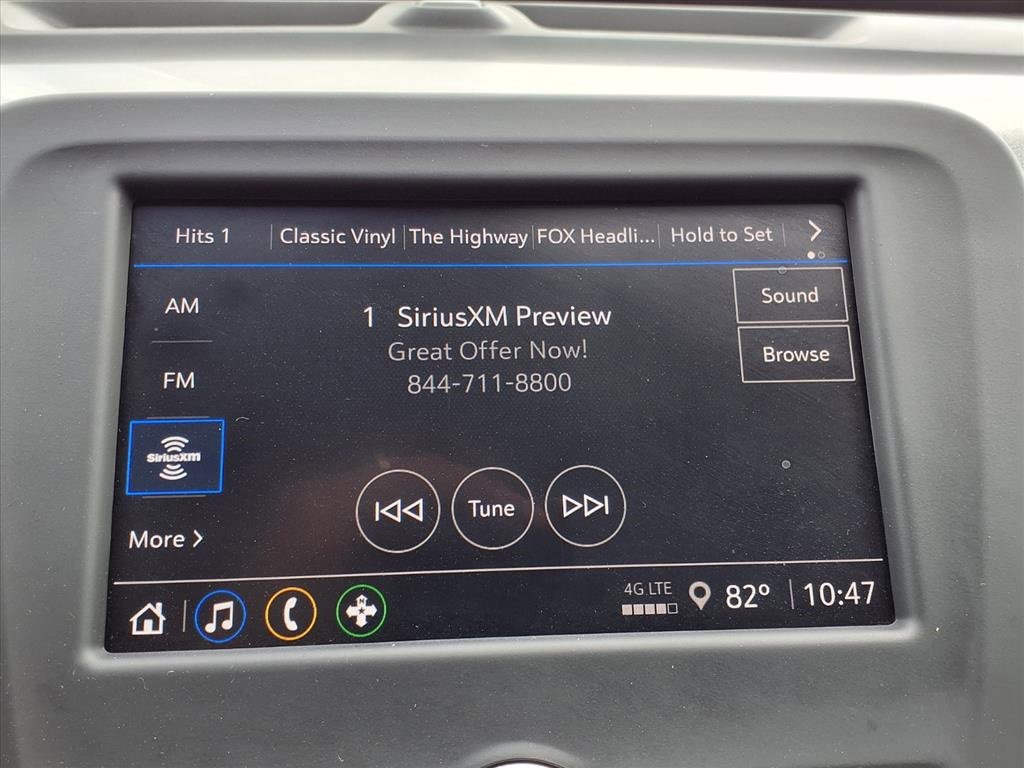 Hits 1
Classic Vinyl
The Highway
FOX Headli...
Hold to Set
AM
1 SiriusXM Preview
Sound
Great Offer Now!
Browse
FM
844-711-8800
SiriusXM
Tune
More
4G LTE
82°
10:47
N